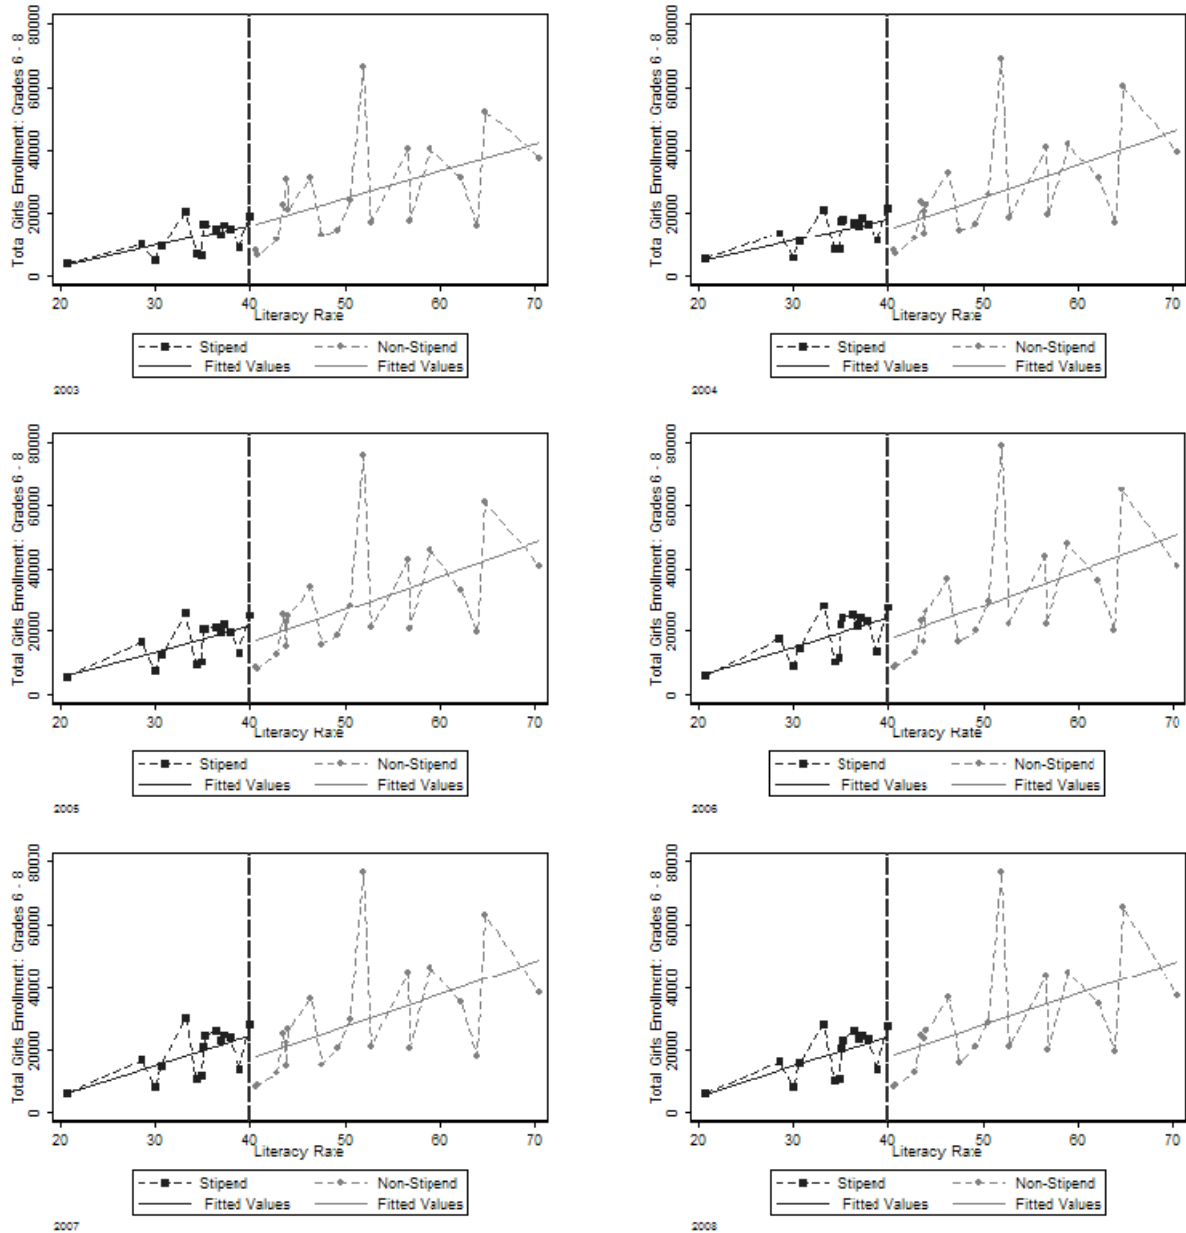 Total Girls Enrollment: Grades 6 - 8
80000
60000
40000
20000
0
20 30 40 50 60 70
Literacy Rate
Stipend Non-Stipend
Fitted Values Fitted Values
2003
Total Girls Enrollment: Grades 6 - 8
80000
60000
40000
20000
0
20 30 40 50 60 70
Literacy Rate
Stipend Non-Stipend
Fitted Values Fitted Values
2004
Total Girls Enrollment: Grades 6 - 8
80000
60000
40000
20000
0
20 30 40 50 60 70
Literacy Rate
Stipend Non-Stipend
Fitted Values Fitted Values
2005
Total Girls Enrollment: Grades 6 - 8
80000
60000
40000
20000
0
20 30 40 50 60 70
Literacy Rate
Stipend Non-Stipend
Fitted Values Fitted Values
2006
Total Girls Enrollment: Grades 6 - 8
80000
60000
40000
20000
0
20 30 40 50 60 70
Literacy Rate
Stipend Non-Stipend
Fitted Values Fitted Values
2007
Total Girls Enrollment: Grades 6 - 8
80000
60000
40000
20000
0
20 30 40 50 60 70
Literacy Rate
Stipend Non-Stipend
Fitted Values Fitted Values
2008